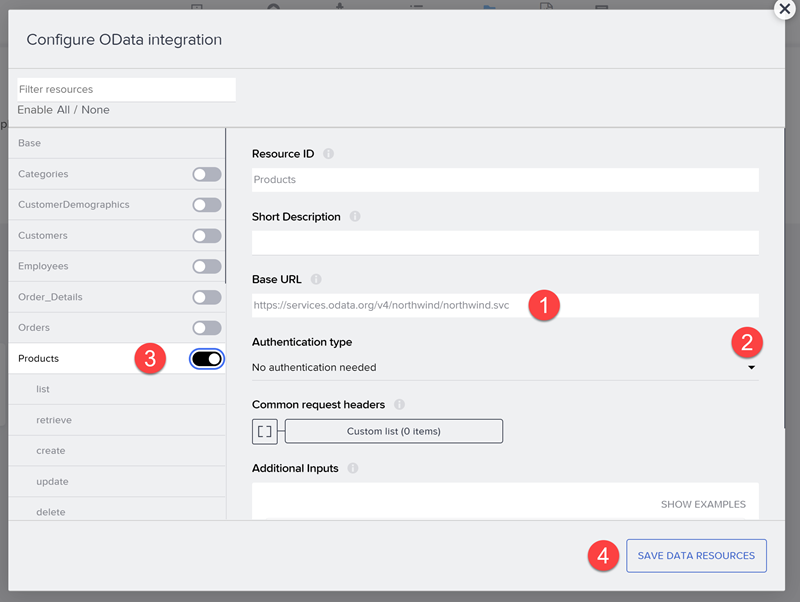 Configure OData integration
Filter resources
Enable All / None
p
Base
Categories
CustomerDemographics
Customers
Employees
Order_Details
Orders
Products
3
list
retrieve
create
update
delete
Resource ID i
Products
Short Description i
Base URL i
https://services.odata.org/v4/northwind/northwind.svc
1
Authentication type
2
No authentication needed
Common request headers i
[ ] Custom list (0 items)
Additional Inputs i
SHOW EXAMPLES
4
SAVE DATA RESOURCES